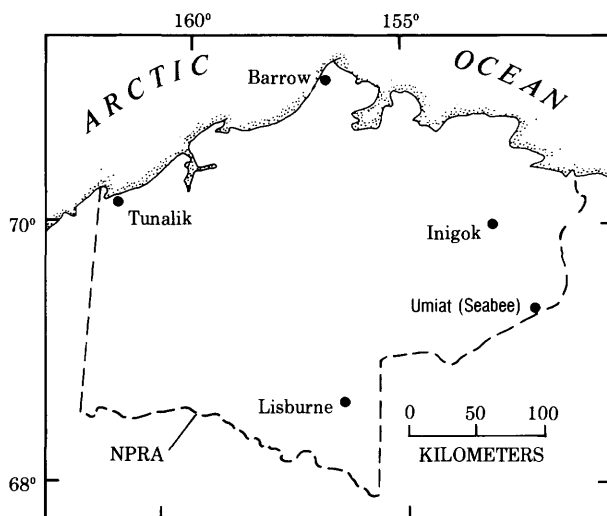 160° 155°
ARCTIC OCEAN
Barrow
70°
Tunalik
Inigok
Umiat (Seabee)
Lisburne
0 50 100
KILOMETERS
NPRA
68°